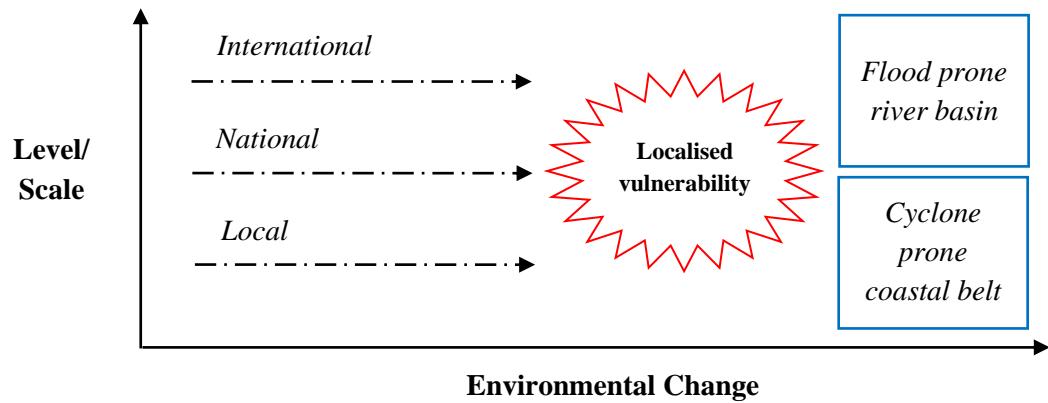 Level/
Scale
International
National
Local
Localised
vulnerability
Flood prone
river basin
Cyclone
prone
coastal belt
Environmental Change